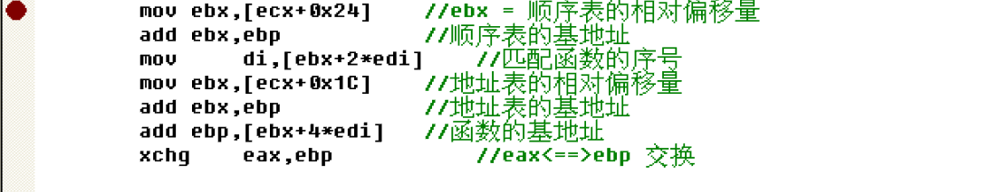 mov ebx,[ecx+0x24] //ebx = 顺序表的相对偏移量
add ebx,ebp //顺序表的基地址
mov di,[ebx+2*edi] //匹配函数的序号
mov ebx,[ecx+0x1C] //地址表的相对偏移量
add ebx,ebp //地址表的基地址
add ebp,[ebx+4*edi] //函数的基地址
xchg eax,ebp //eax<==>ebp 交换